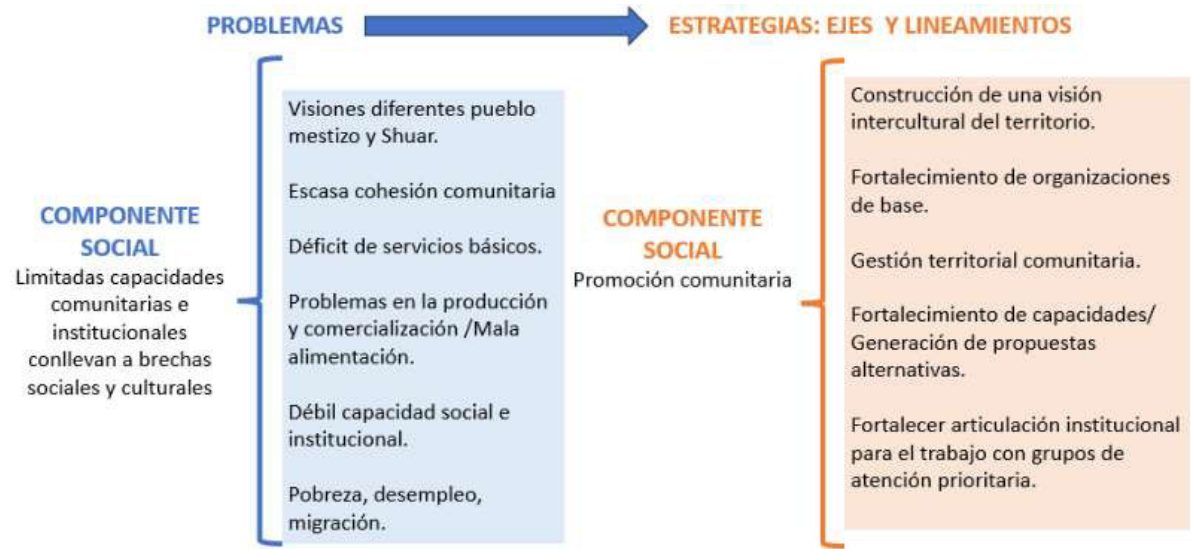 PROBLEMAS
ESTRATEGIAS: EJES Y LINEAMIENTOS
COMPONENTE
SOCIAL
Limitadas capacidades
comunitarias e
institucionales
conllevan a brechas
sociales y culturales
Visiones diferentes pueblo
mestizo y Shuar.
Escasa cohesión comunitaria
Déficit de servicios básicos.
Problemas en la producción
y comercialización /Mala
alimentación.
Débil capacidad social e
institucional.
Pobreza, desempleo,
migración.
COMPONENTE
SOCIAL
Promoción comunitaria
Construcción de una visión
intercultural del territorio.
Fortalecimiento de organizaciones
de base.
Gestión territorial comunitaria.
Fortalecimiento de capacidades/
Generación de propuestas
alternativas.
Fortalecer articulación institucional
para el trabajo con grupos de
atención prioritaria.